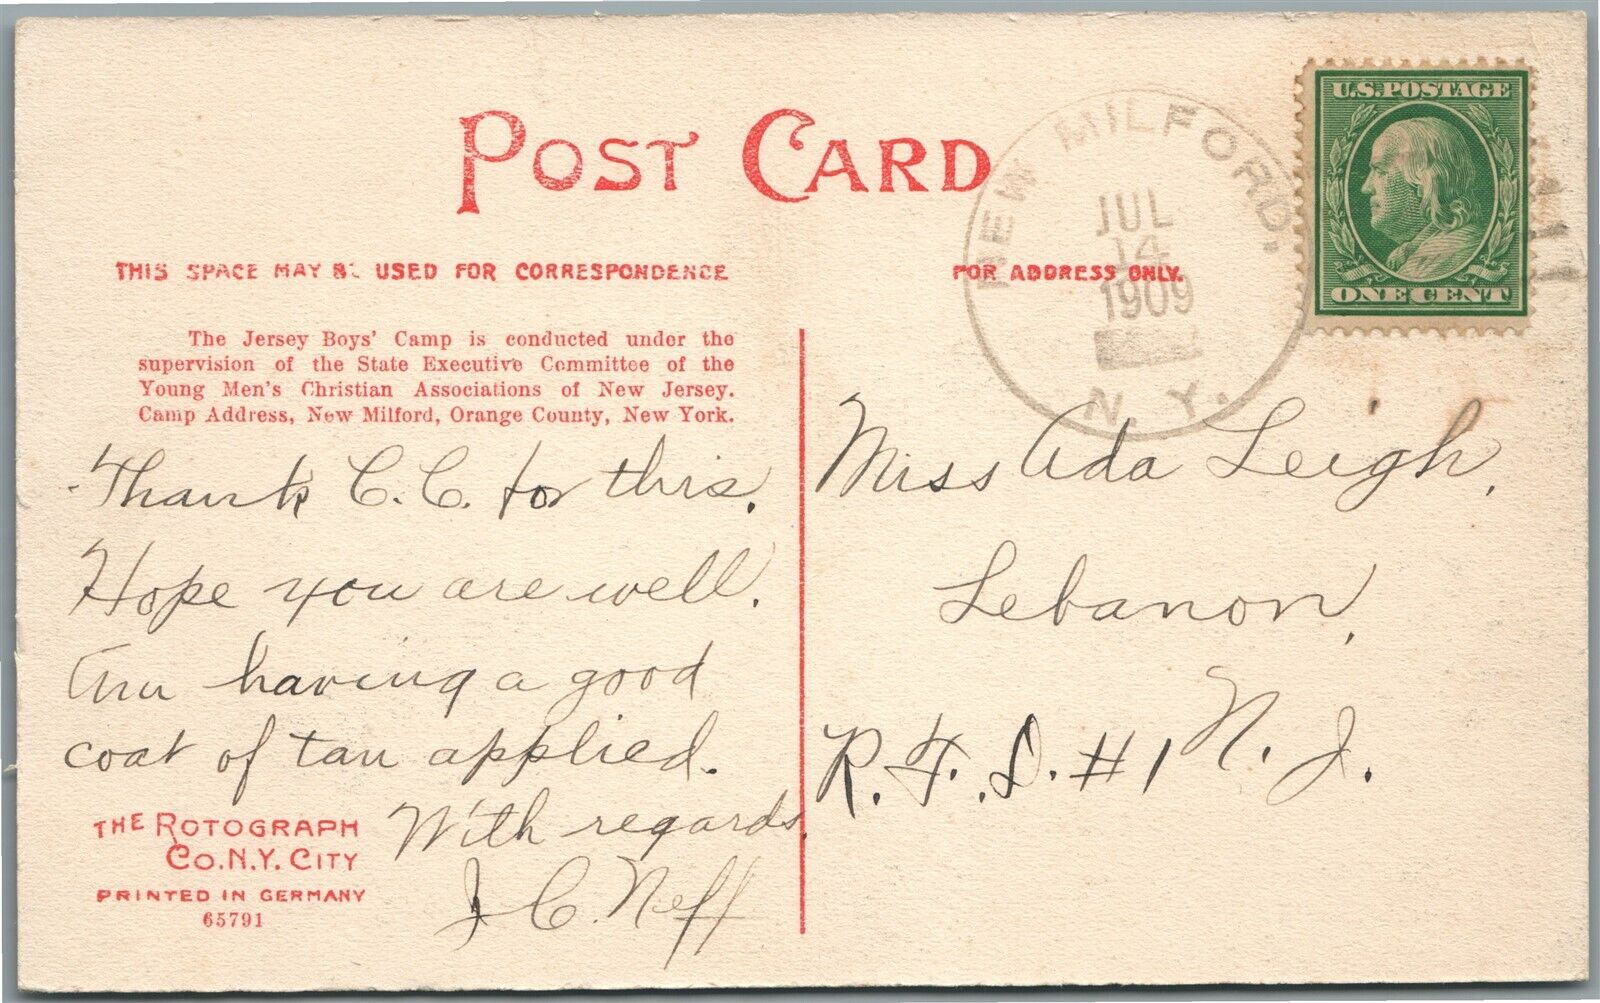 POST CARD
THIS SPACE MAY BE USED FOR CORRESPONDENCE
FOR ADDRESS ONLY.
NEW MILFORD,
JUL
14
1909
N. Y.
U.S. POSTAGE
ONE CENT
The Jersey Boys' Camp is conducted under the
supervision of the State Executive Committee of the
Young Men's Christian Associations of New Jersey.
Camp Address, New Milford, Orange County, New York.
Thank C.C. for this.
Hope you are well.
Am having a good
coat of tan applied.
With regards,
J C. Neff
Miss Ada Leigh,
Lebanon,
N. J.
R. F. D. #1
THE ROTOGRAPH
CO. N.Y. CITY
PRINTED IN GERMANY
65791